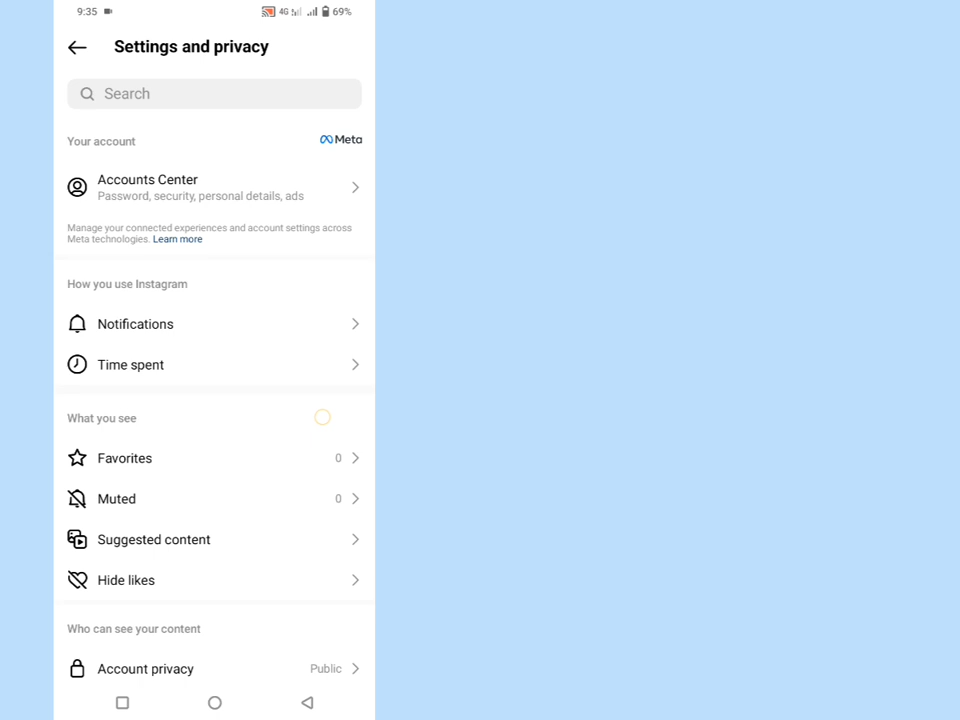 9:35 4G 69%
Settings and privacy
Search
Your account Meta
Accounts Center
Password, security, personal details, ads
Manage your connected experiences and account settings across
Meta technologies. Learn more
How you use Instagram
Notifications
Time spent
What you see
Favorites 0
Muted 0
Suggested content
Hide likes
Who can see your content
Account privacy Public